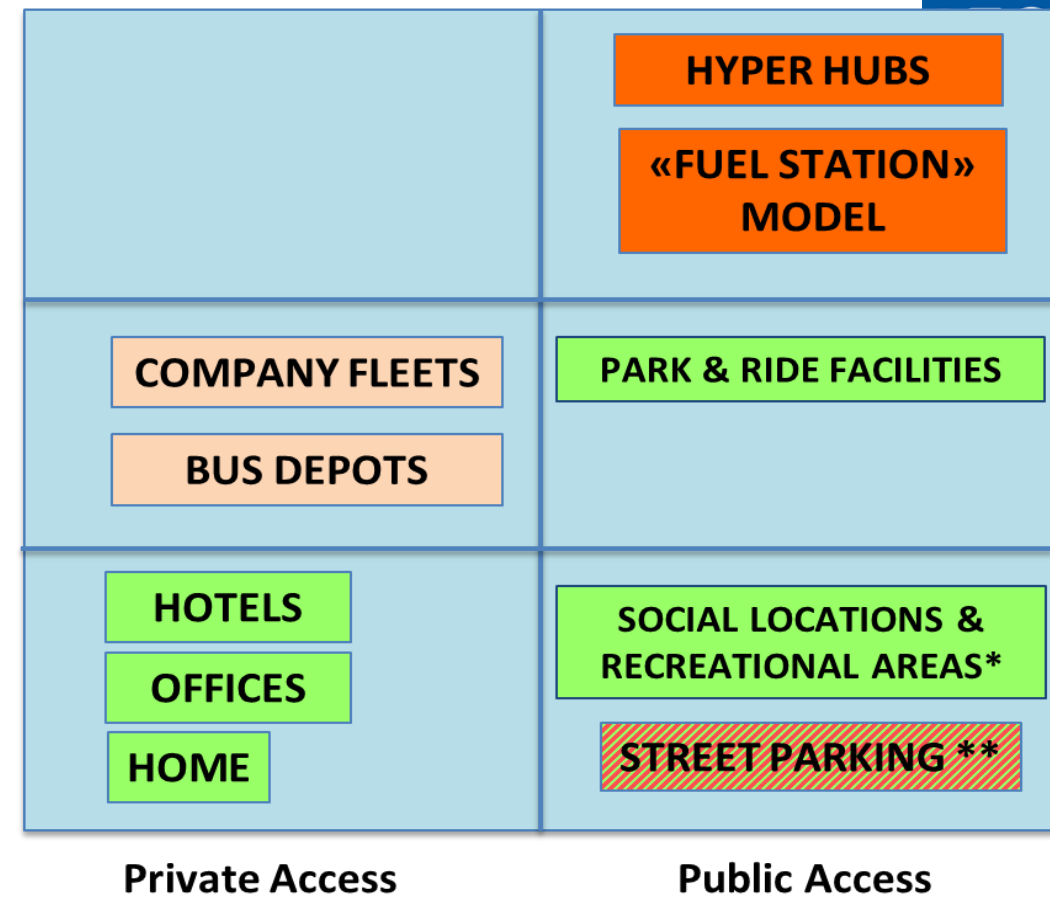 HYPER HUBS
«FUEL STATION»
MODEL
COMPANY FLEETS
BUS DEPOTS
PARK & RIDE FACILITIES
HOTELS
OFFICES
HOME
SOCIAL LOCATIONS &
RECREATIONAL AREAS*
STREET PARKING **
Private Access
Public Access